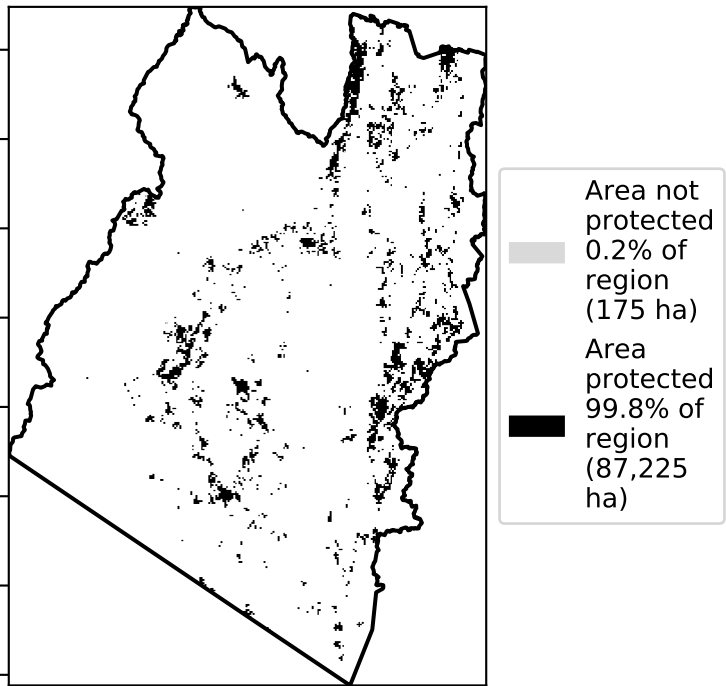 Area not
protected
0.2% of
region
(175 ha)
Area
protected
99.8% of
region
(87,225
ha)